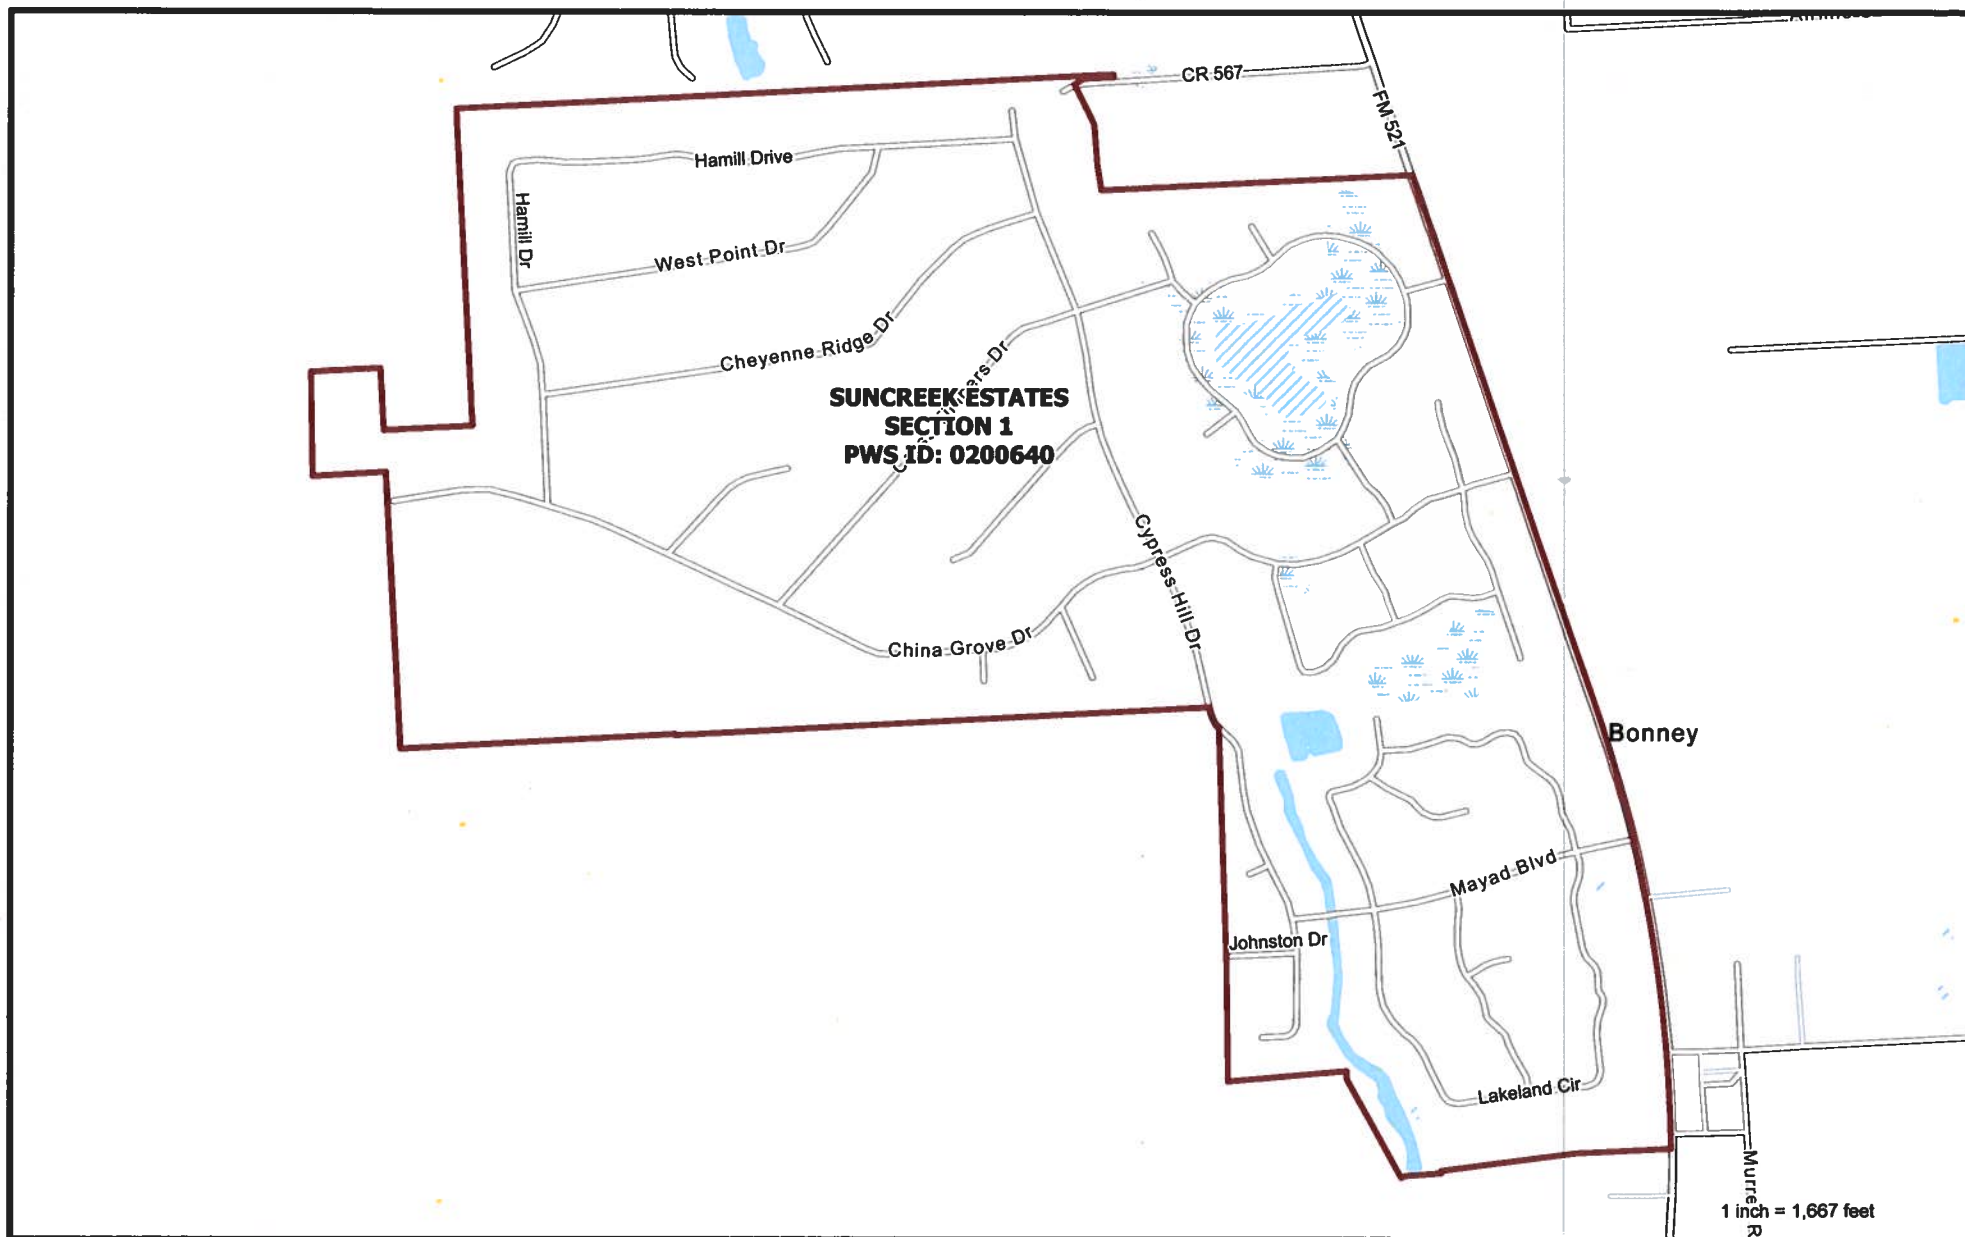 CR 567
FM 521
Hamill Drive
Hamill Dr
West Point Dr
Cheyenne Ridge Dr
SUNCREEK ESTATES
SECTION 1
PWS ID: 0200640
Cypress Hill Dr
China Grove Dr
Bonney
Mayad Blvd
Johnston Dr
Lakeland Cir
1 inch = 1,667 feet